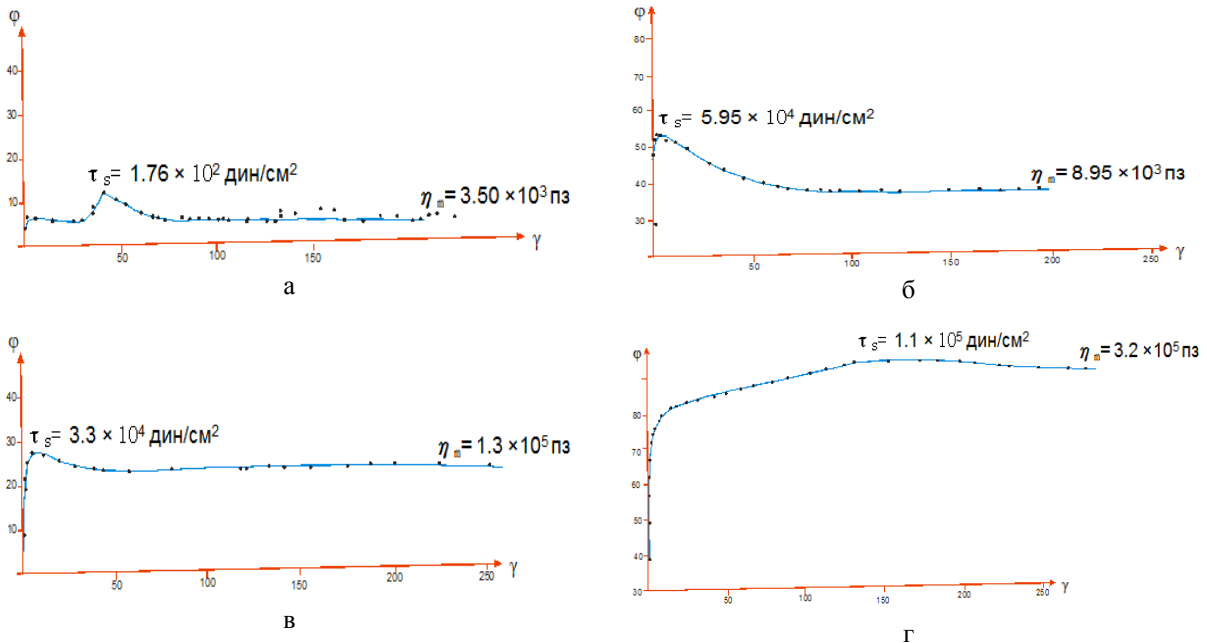 φ
40
30
20
10
50
100
150
γ
τ s= 1.76 × 10² дин/см²
η m= 3.50 ×10³ пз
а
φ
80
70
60
50
40
30
50
100
150
200
250
γ
τ s= 5.95 × 10⁴ дин/см²
η m= 8.95 ×10³ пз
б
φ
40
30
20
10
50
100
150
200
250
γ
τ s= 3.3 × 10⁴ дин/см²
η m= 1.3 ×10⁵ пз
в
φ
80
70
60
50
40
30
50
100
150
200
250
γ
τ s= 1.1 × 10⁵ дин/см²
η m= 3.2 ×10⁵ пз
г